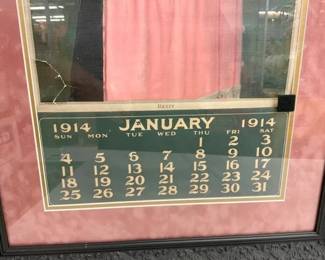 1914 JANUARY 1914
SUN MON TUE WED THU FRI SAT
1 2 3
4 5 6 7 8 9 10
11 12 13 14 15 16 17
18 19 20 21 22 23 24
25 26 27 28 29 30 31